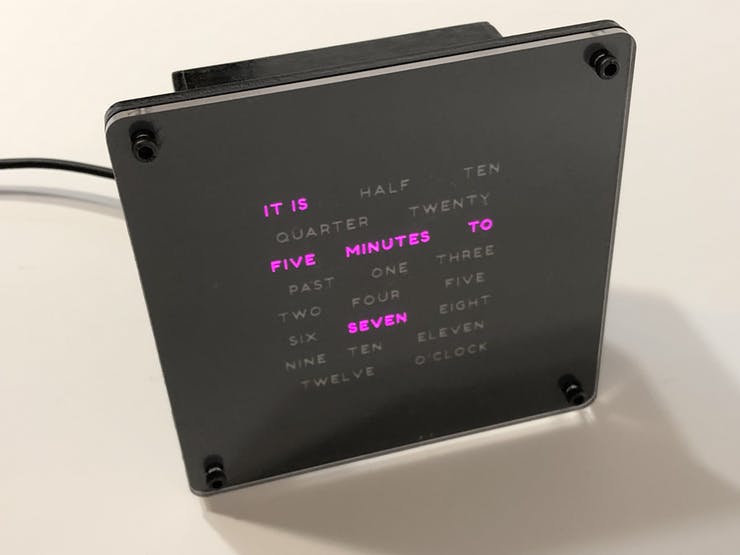 IT IS HALF TEN
QUARTER TWENTY
FIVE MINUTES TO
PAST ONE THREE
TWO FOUR FIVE
SIX SEVEN EIGHT
NINE TEN ELEVEN
TWELVE O'CLOCK